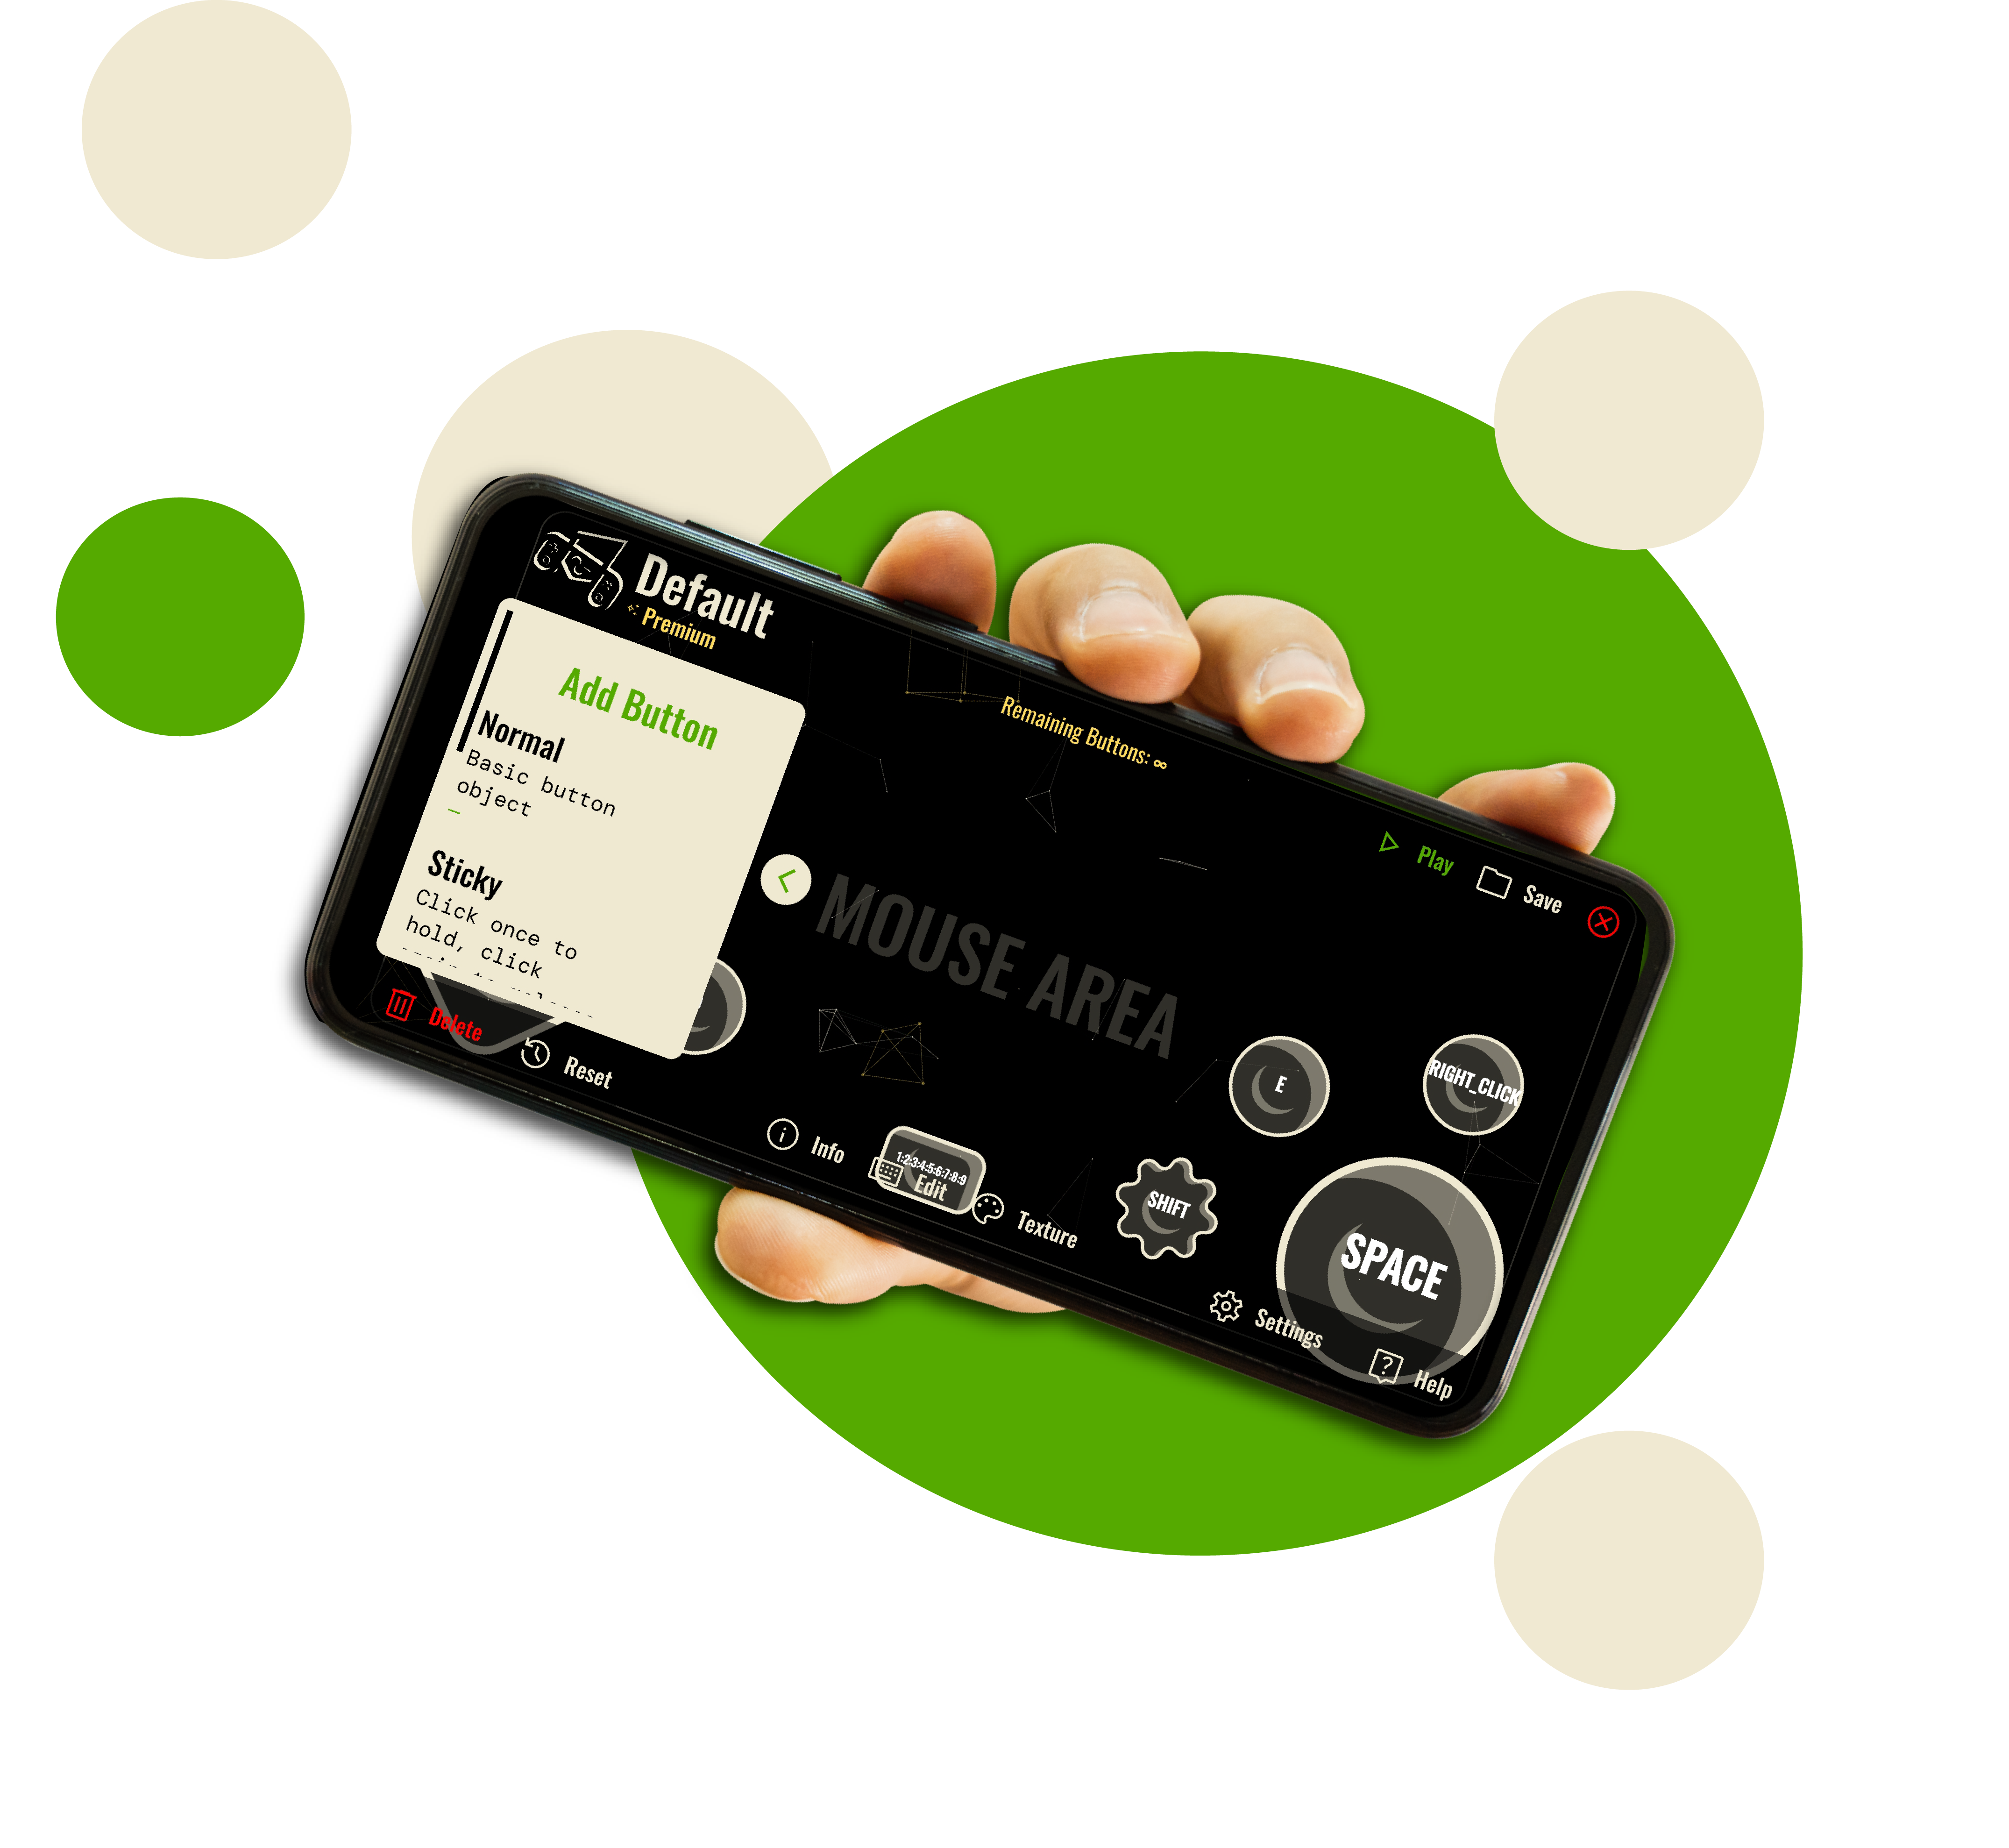 Default
Premium
Add Button
Normal
Basic button
object
Sticky
Click once to
hold, click
Remaining Buttons: ∞
Play
Save
MOUSE AREA
E
RIGHT_CLICK
1:2:3:4:5:6:7:8:9
SHIFT
SPACE
Delete
Reset
Info
Edit
Texture
Settings
Help